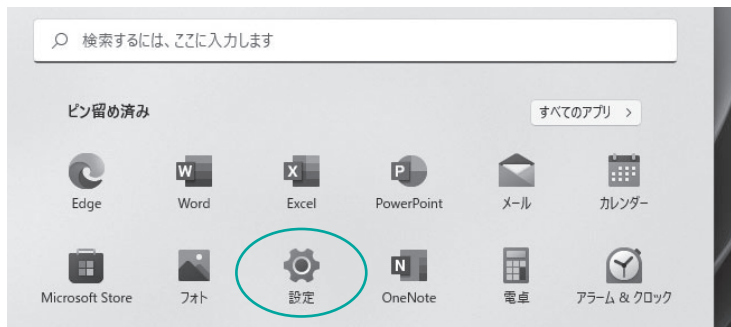 検索するには、ここに入力します
ピン留め済み
すべてのアプリ >
Edge
Word
Excel
PowerPoint
メール
カレンダー
Microsoft Store
フォト
設定
OneNote
電卓
アラーム & クロック